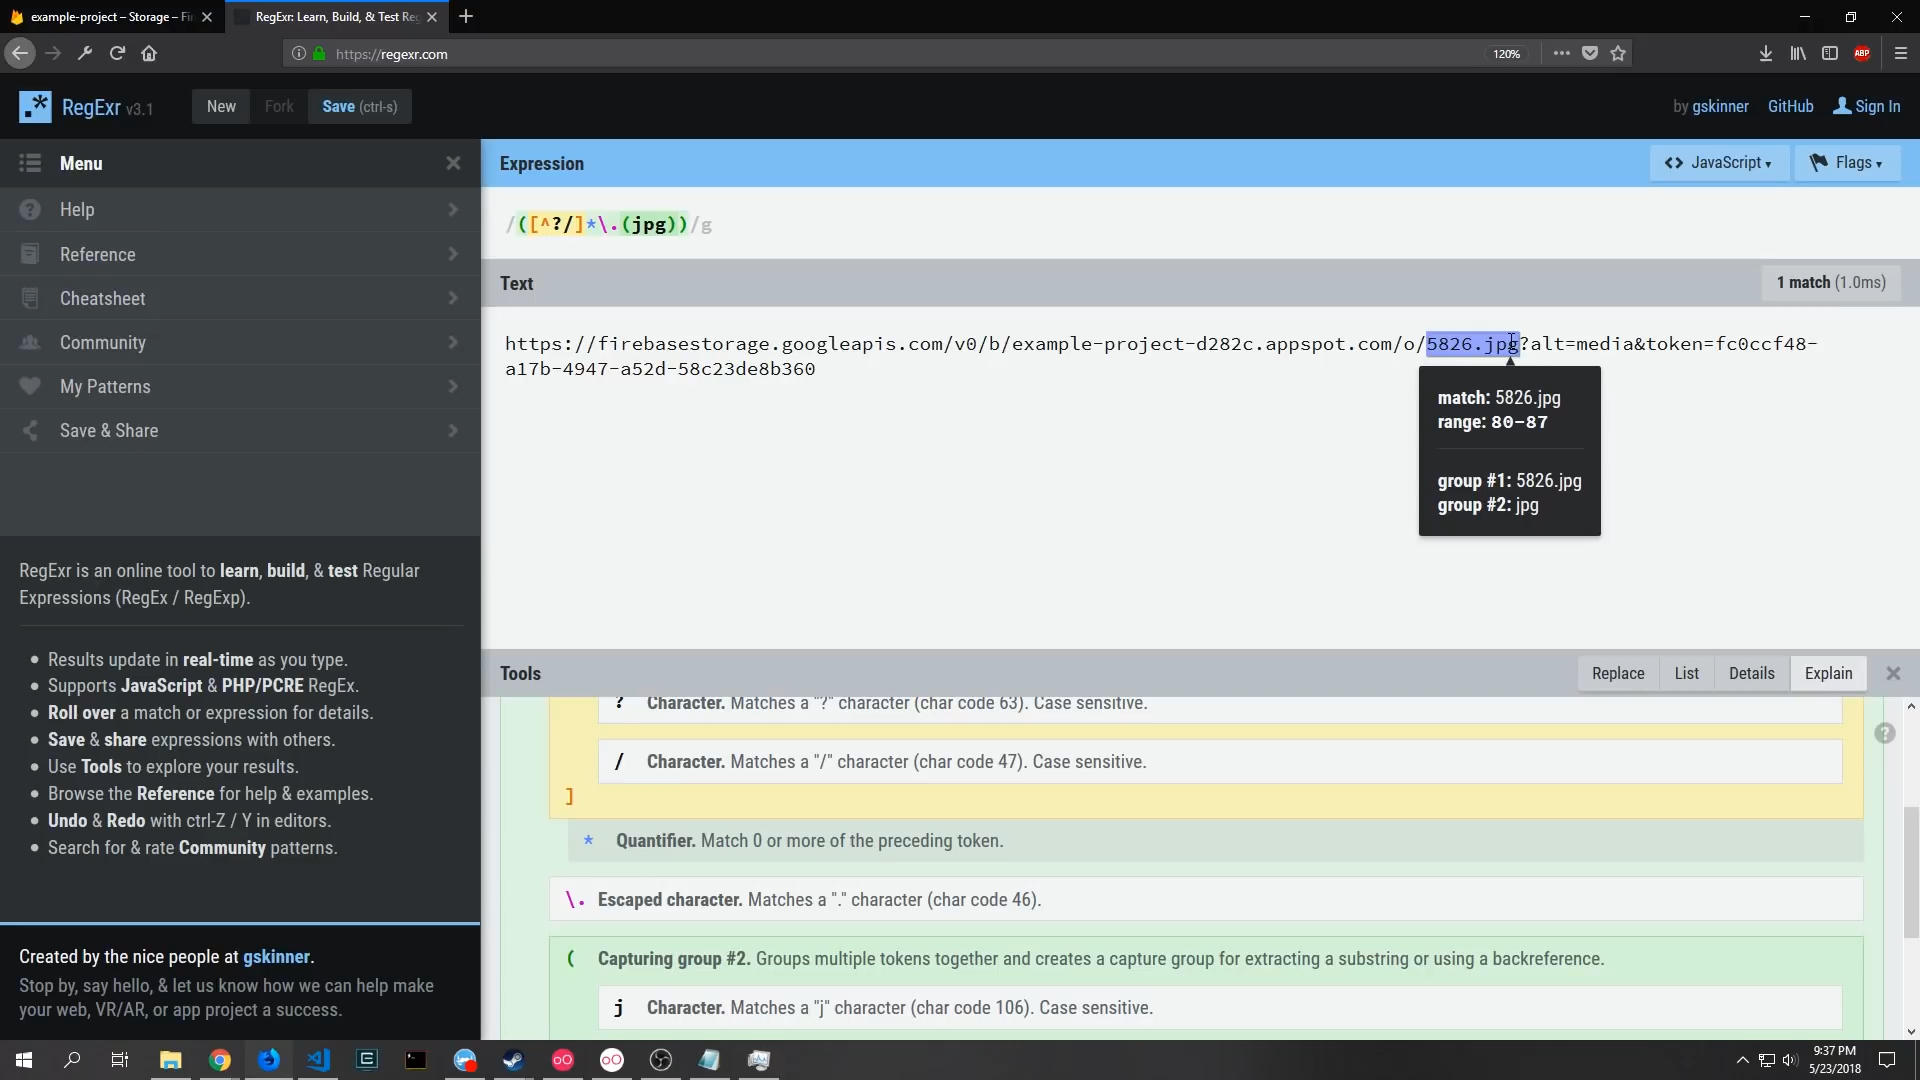 example-project – Storage – Fir
RegExr: Learn, Build, & Test Reg
https://regexr.com
120%
ABP
RegExr v3.1
New
Fork
Save (ctrl-s)
by gskinner
GitHub
Sign In
Menu
Help
Reference
Cheatsheet
Community
My Patterns
Save & Share
RegExr is an online tool to learn, build, & test Regular
Expressions (RegEx / RegExp).
Results update in real-time as you type.
Supports JavaScript & PHP/PCRE RegEx.
Roll over a match or expression for details.
Save & share expressions with others.
Use Tools to explore your results.
Browse the Reference for help & examples.
Undo & Redo with ctrl-Z / Y in editors.
Search for & rate Community patterns.
Created by the nice people at gskinner.
Stop by, say hello, & let us know how we can help make
your web, VR/AR, or app project a success.
Expression
<> JavaScript
Flags
/([^?/]*\.(jpg))/g
Text
1 match (1.0ms)
https://firebasestorage.googleapis.com/v0/b/example-project-d282c.appspot.com/o/5826.jpg?alt=media&token=fc0ccf48-
a17b-4947-a52d-58c23de8b360
match: 5826.jpg
range: 80-87
group #1: 5826.jpg
group #2: jpg
Tools
Replace
List
Details
Explain
? Character. Matches a "?" character (char code 63). Case sensitive.
/ Character. Matches a "/" character (char code 47). Case sensitive.
]
* Quantifier. Match 0 or more of the preceding token.
\. Escaped character. Matches a "." character (char code 46).
( Capturing group #2. Groups multiple tokens together and creates a capture group for extracting a substring or using a backreference.
j Character. Matches a "j" character (char code 106). Case sensitive.
9:37 PM
5/23/2018